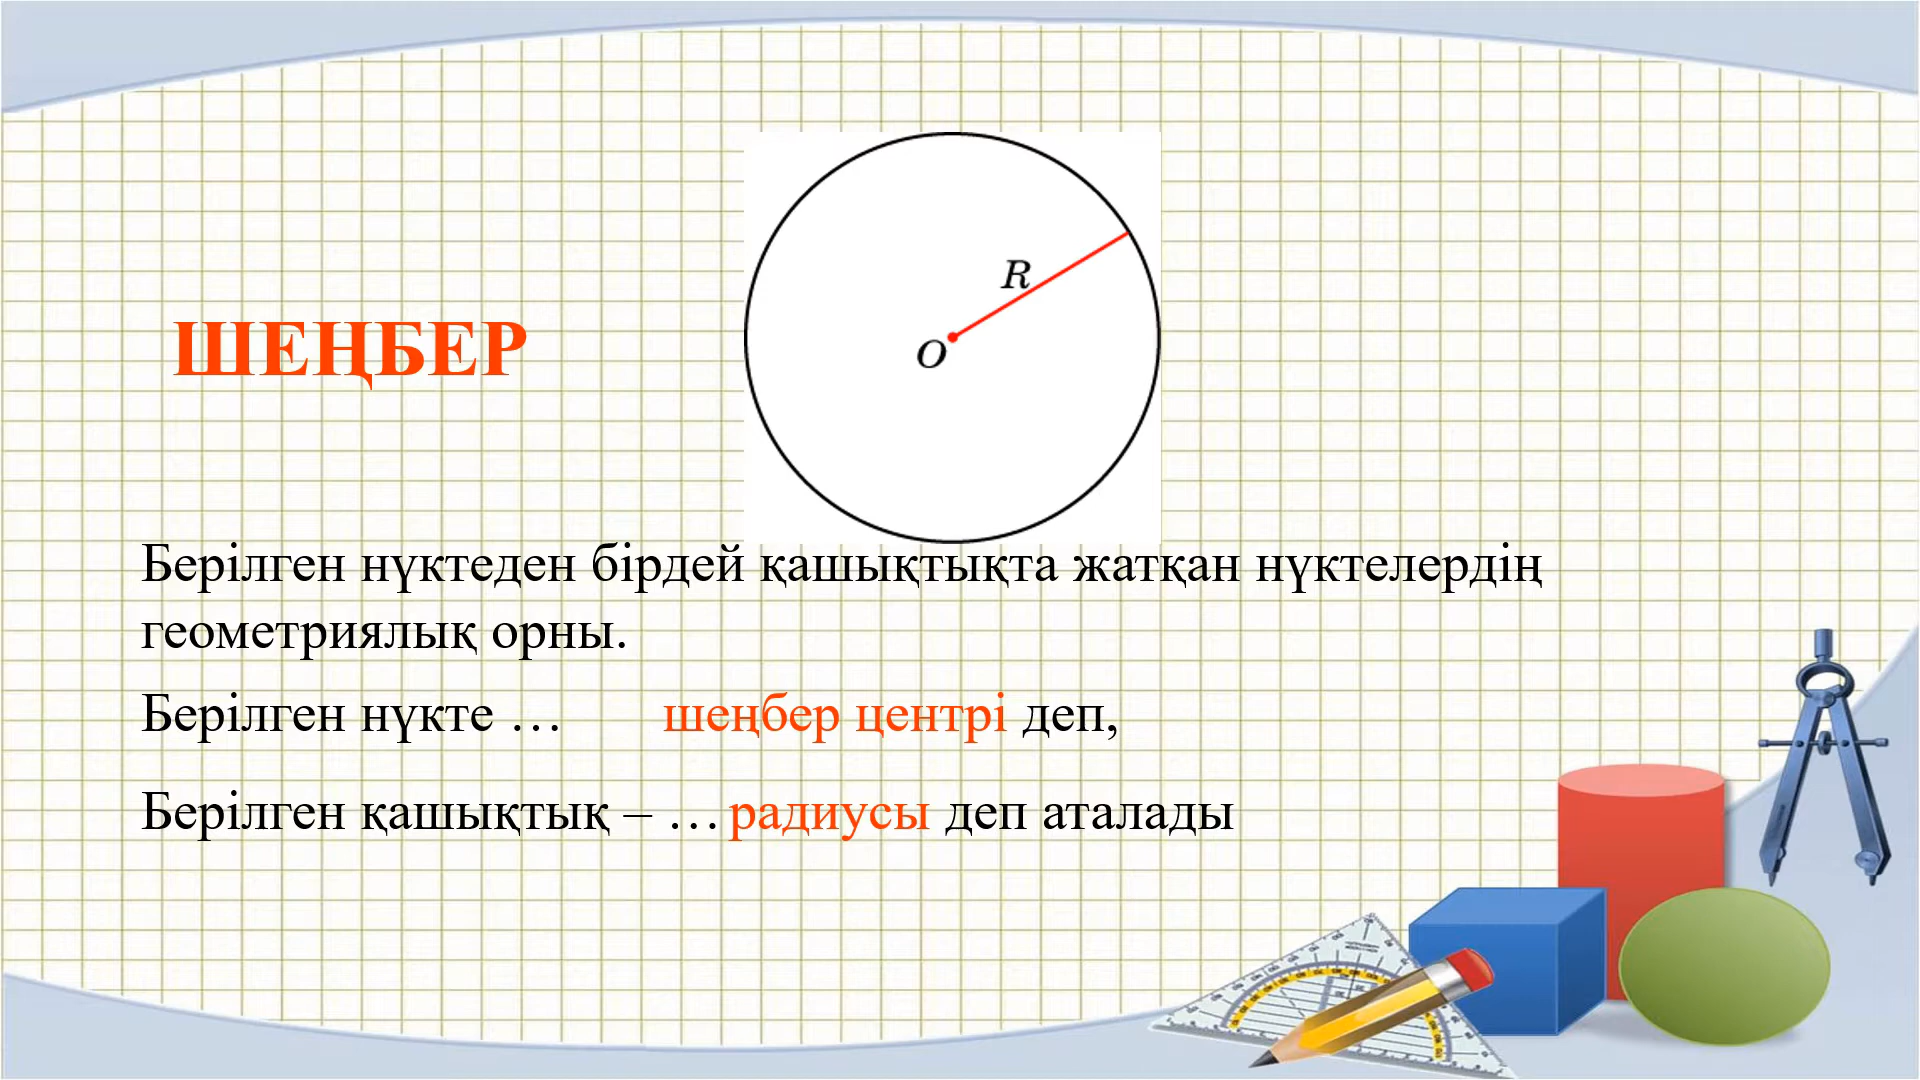 R
O
ШЕҢБЕР
Берілген нүктеден бірдей қашықтықта жатқан нүктелердің
геометриялық орны.
Берілген нүкте … шеңбер центрі деп,
Берілген қашықтық – … радиусы деп аталады